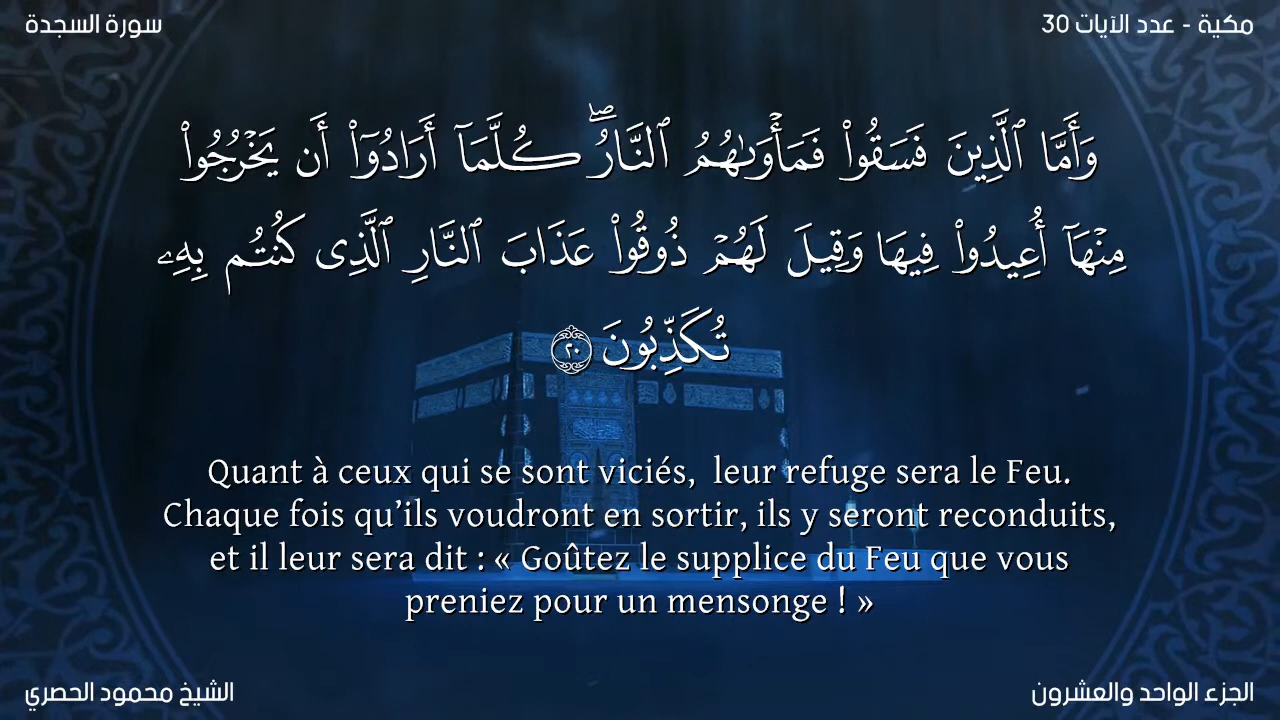 مكية - عدد الآيات 30
سورة السجدة
وَأَمَّا ٱلَّذِينَ فَسَقُوا۟ فَمَأْوَىٰهُمُ ٱلنَّارُ ۖ كُلَّمَآ أَرَادُوٓا۟ أَن يَخْرُجُوا۟
مِنْهَآ أُعِيدُوا۟ فِيهَا وَقِيلَ لَهُمْ ذُوقُوا۟ عَذَابَ ٱلنَّارِ ٱلَّذِى كُنتُم بِهِۦ
تُكَذِّبُونَ ٢٠
Quant à ceux qui se sont viciés,  leur refuge sera le Feu.
Chaque fois qu’ils voudront en sortir, ils y seront reconduits,
et il leur sera dit : « Goûtez le supplice du Feu que vous
preniez pour un mensonge ! »
الجزء الواحد والعشرون
الشيخ محمود الحصري